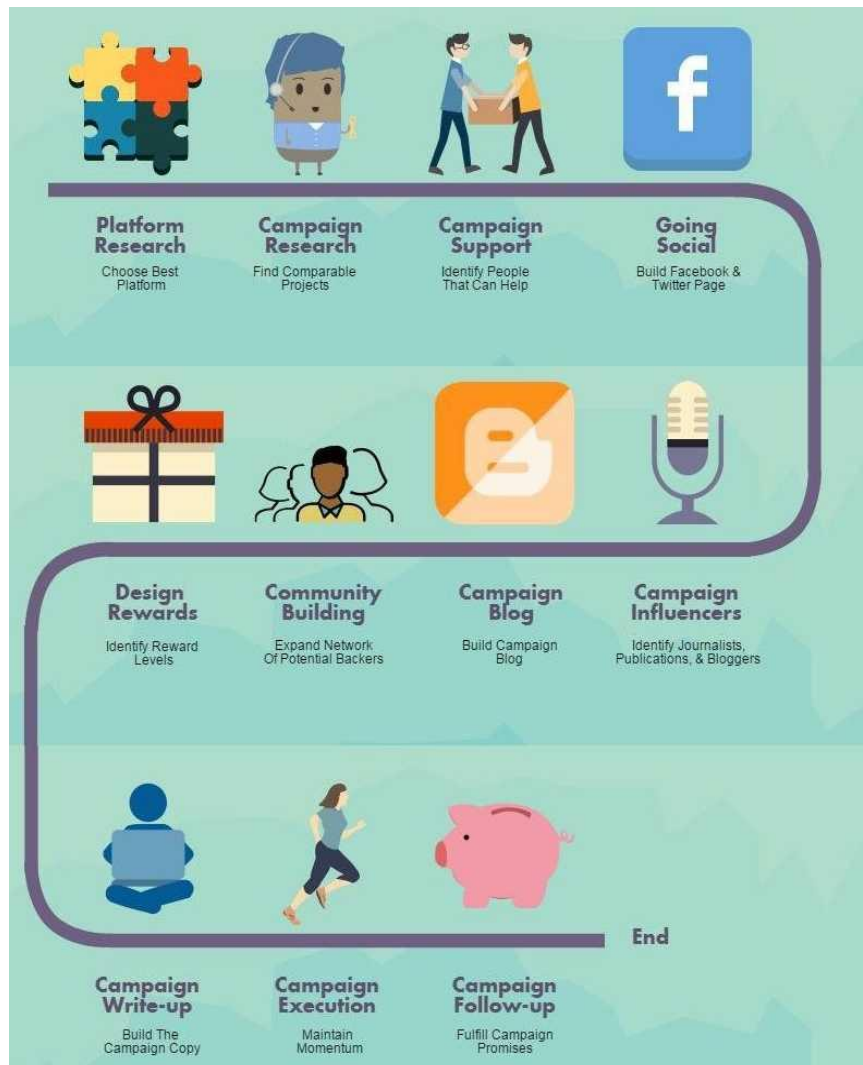 f
Platform
Research
Choose Best
Platform
Campaign
Research
Find Comparable
Projects
Campaign
Support
Identify People
That Can Help
Going
Social
Build Facebook &
Twitter Page
Design
Rewards
Identify Reward
Levels
Community
Building
Expand Network
Of Potential Backers
Campaign
Blog
Build Campaign
Blog
Campaign
Influencers
Identify Journalists,
Publications, & Bloggers
Campaign
Write-up
Build The
Campaign Copy
Campaign
Execution
Maintain
Momentum
Campaign
Follow-up
Fulfill Campaign
Promises
End